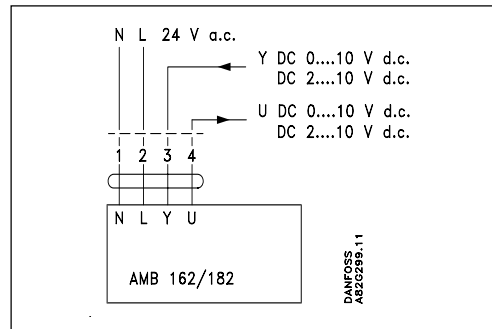 N L 24 V a.c.
Y DC 0....10 V d.c.
DC 2....10 V d.c.
U DC 0....10 V d.c.
DC 2....10 V d.c.
1 2 3 4
N L Y U
AMB 162/182
DANFOSS
A82G299.11